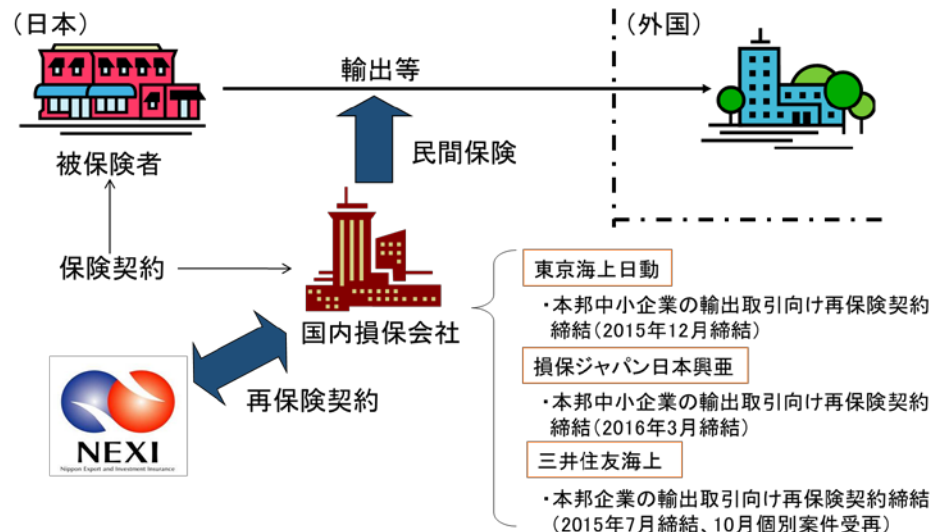 (日本)
(外国)
輸出等
民間保険
被保険者
保険契約
国内損保会社
再保険契約
NEXI
Nippon Export and Investment Insurance
東京海上日動
・本邦中小企業の輸出取引向け再保険契約
締結(2015年12月締結)
損保ジャパン日本興亜
・本邦中小企業の輸出取引向け再保険契約
締結(2016年3月締結)
三井住友海上
・本邦企業の輸出取引向け再保険契約締結
(2015年7月締結、10月個別案件受再)